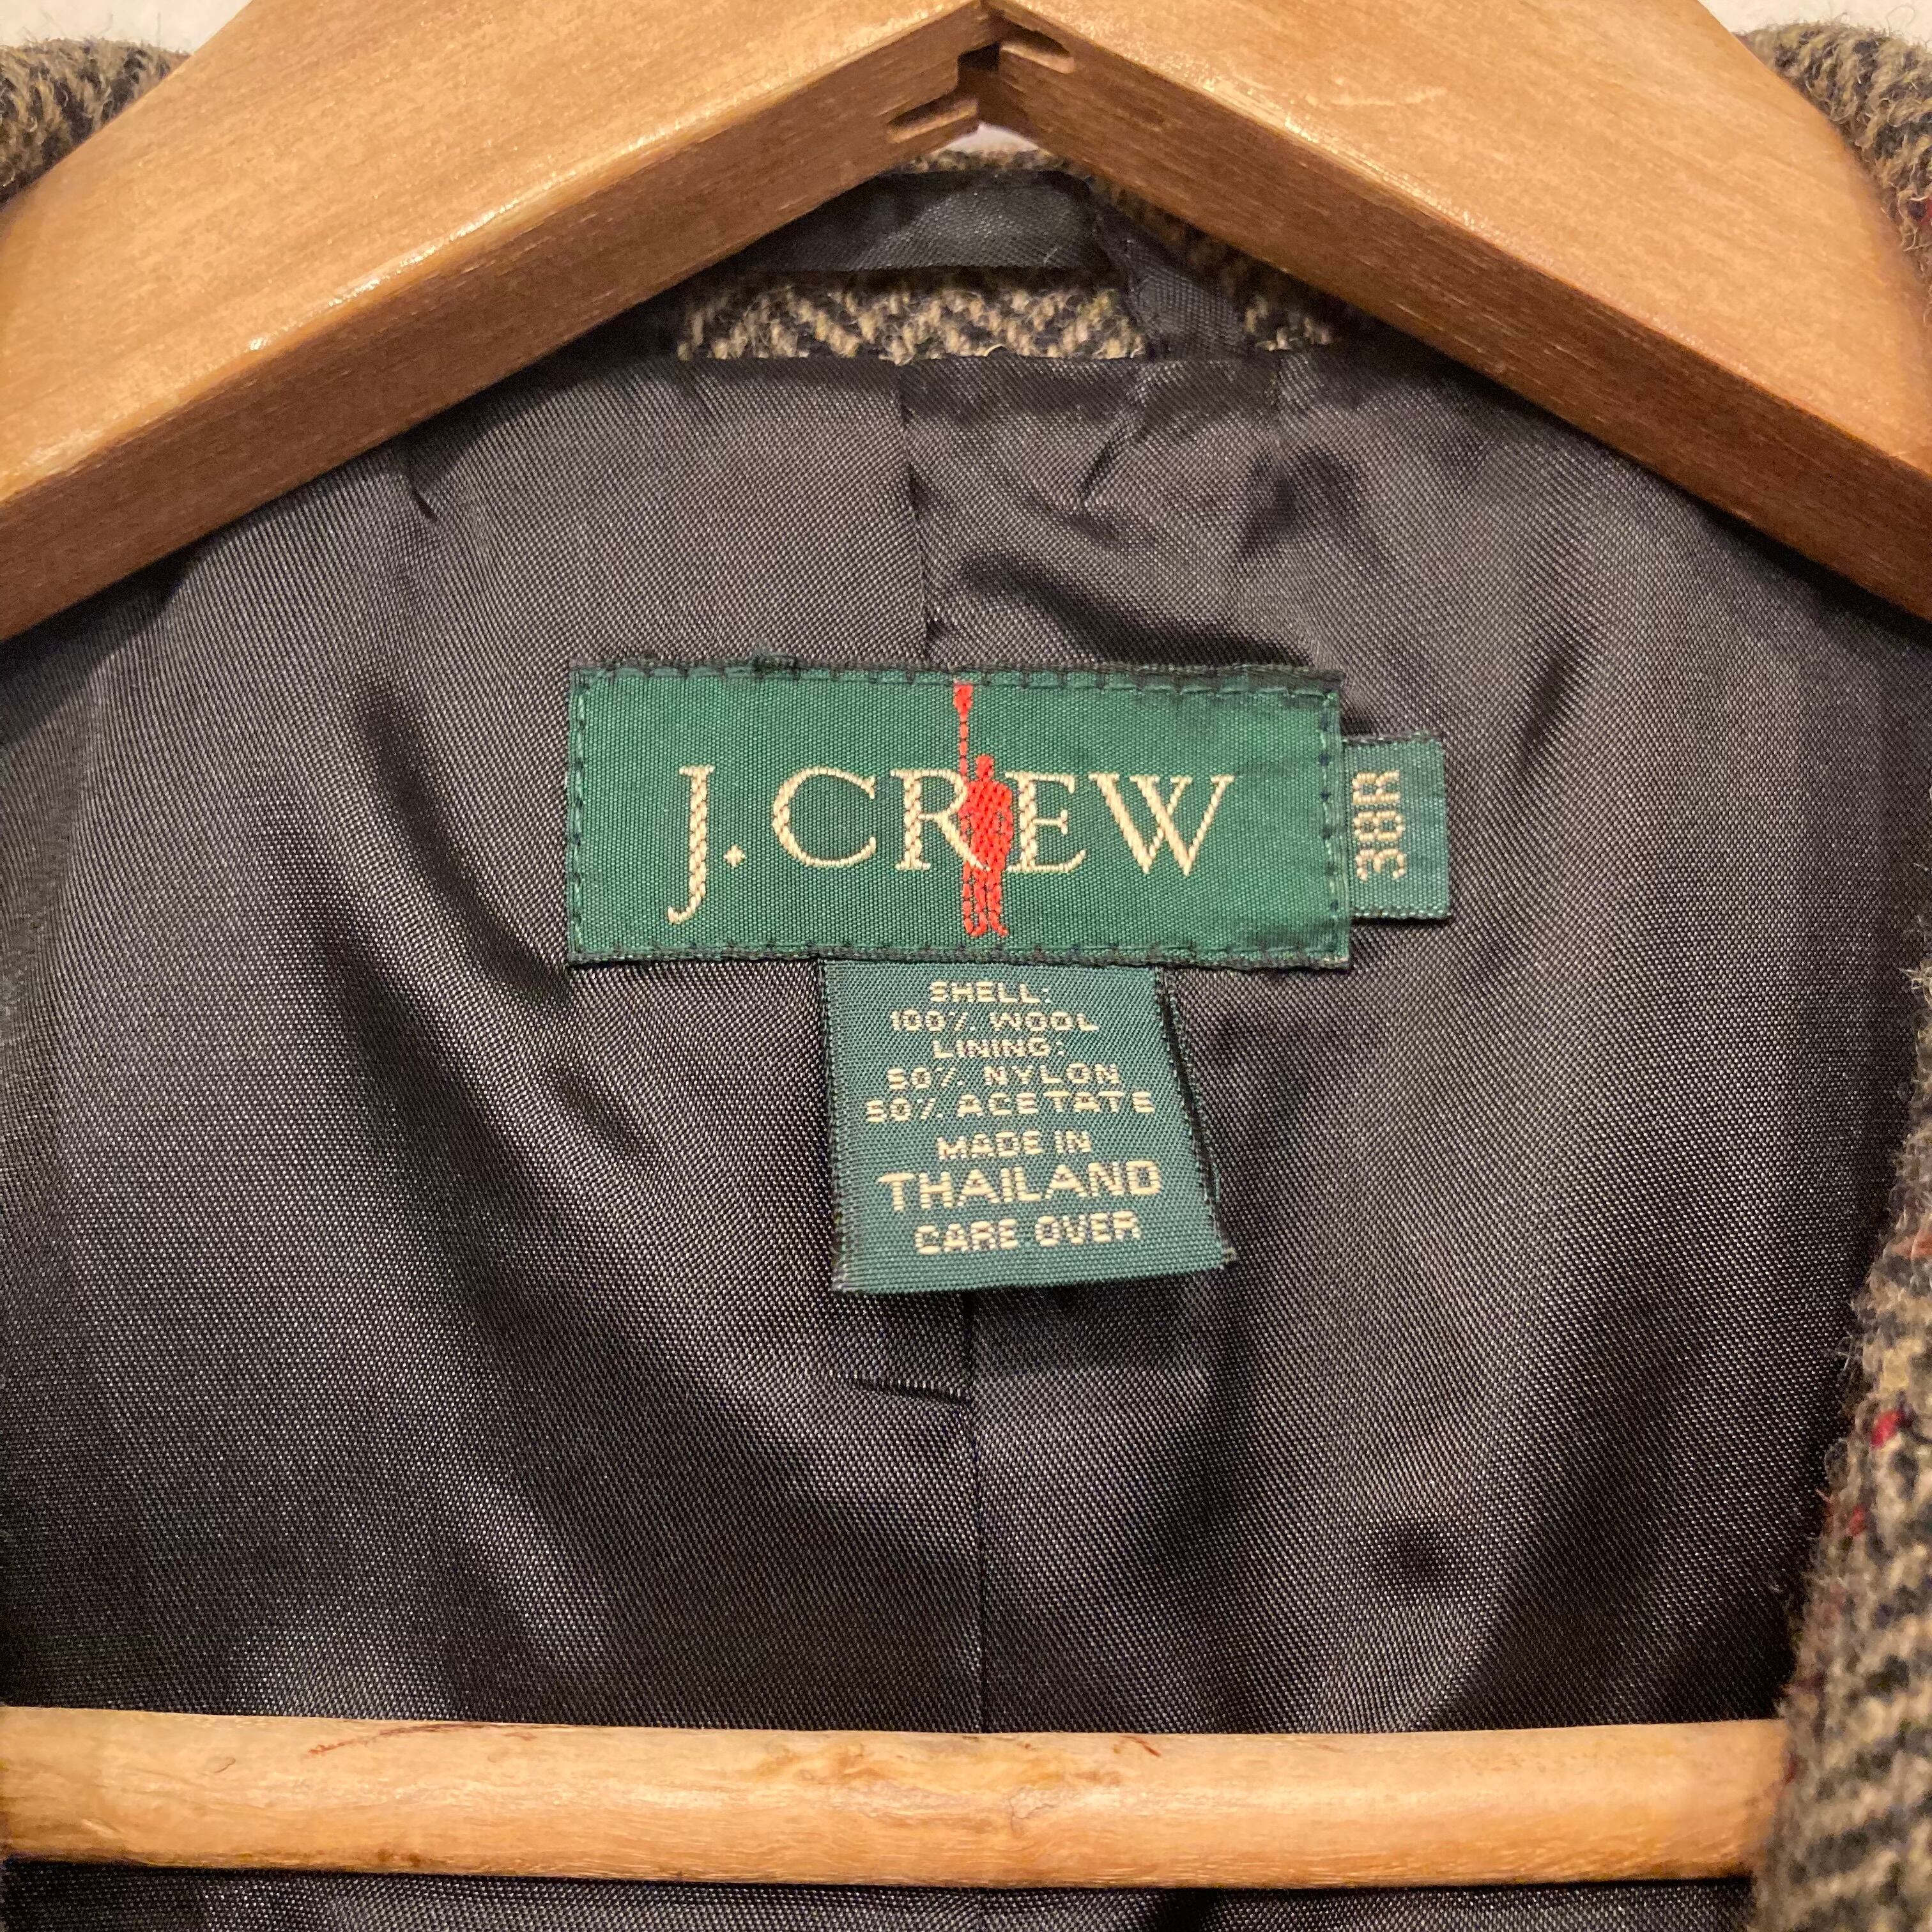 J.CREW
38R
SHELL:
100% WOOL
LINING:
50% NYLON
50% ACETATE
MADE IN
THAILAND
CARE OVER